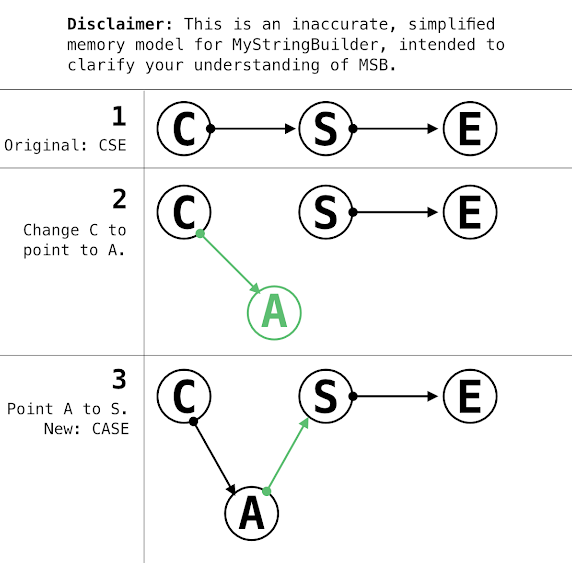 Disclaimer: This is an inaccurate, simplified
memory model for MyStringBuilder, intended to
clarify your understanding of MSB.
1
Original: CSE
C S E
2
Change C to
point to A.
C S E
A
3
Point A to S.
New: CASE
C S E
A